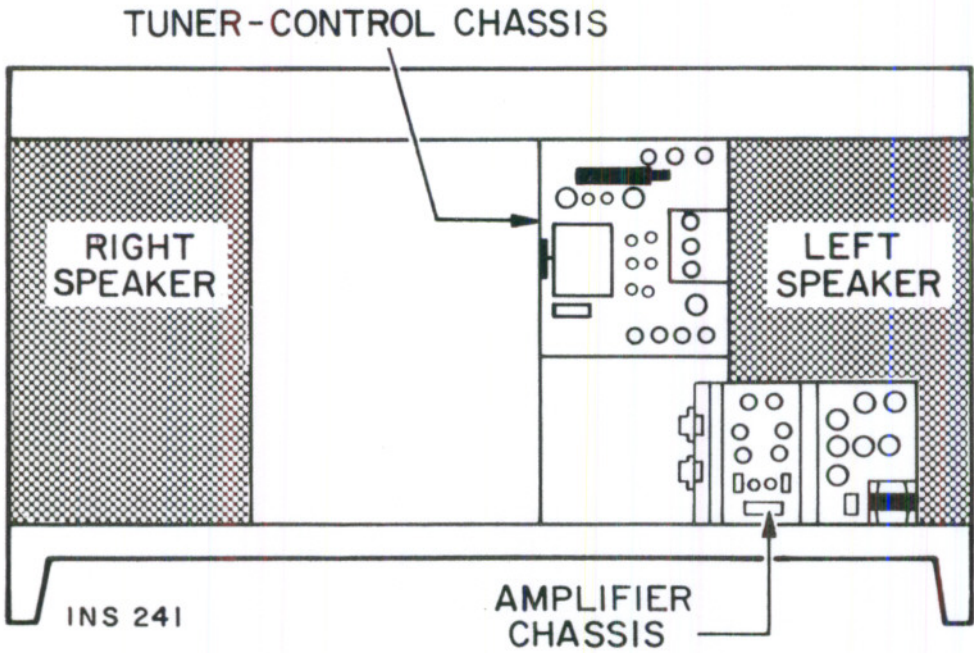 TUNER-CONTROL CHASSIS
RIGHT
SPEAKER
LEFT
SPEAKER
INS 241
AMPLIFIER
CHASSIS